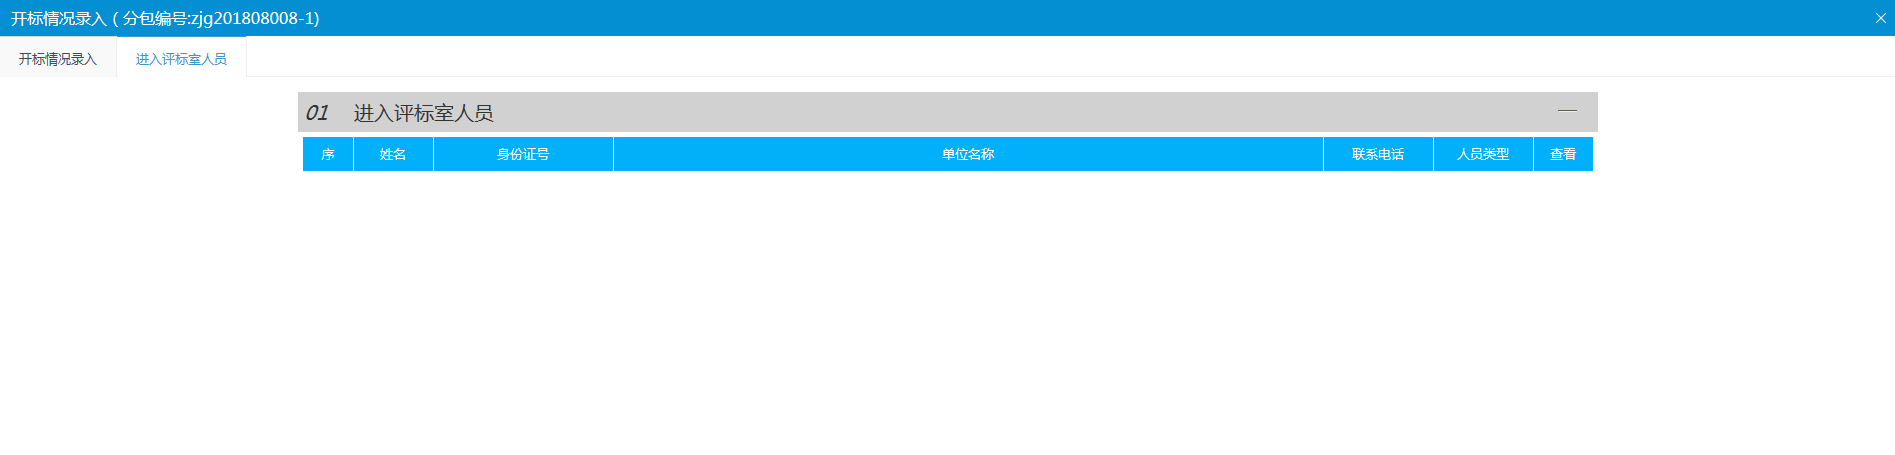 开标情况录入（分包编号:zjg201808008-1)
开标情况录入 进入评标室人员
01 进入评标室人员
序 姓名 身份证号 单位名称 联系电话 人员类型 查看